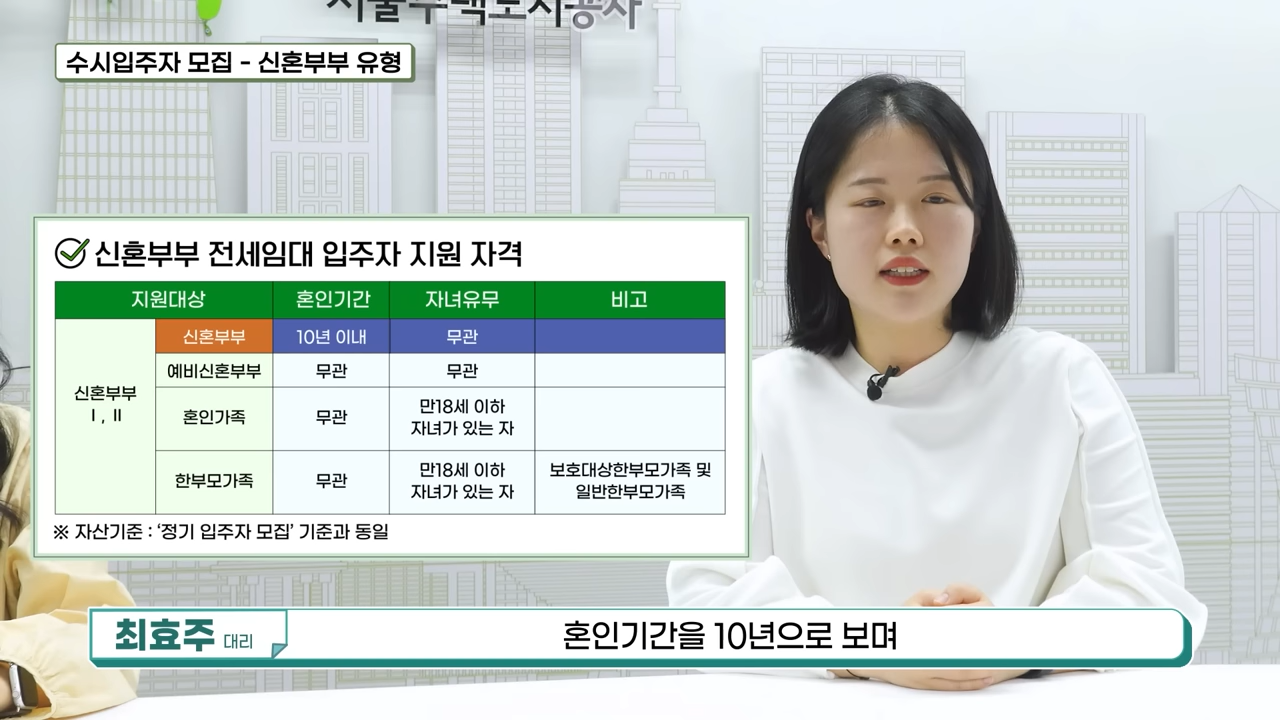 서울주택도시공사
수시입주자 모집 - 신혼부부 유형
신혼부부 전세임대 입주자 지원 자격
지원대상 혼인기간 자녀유무 비고
신혼부부 10년 이내 무관
예비신혼부부 무관 무관
신혼부부
Ⅰ, Ⅱ
혼인가족 무관 만18세 이하
자녀가 있는 자
한부모가족 무관 만18세 이하
자녀가 있는 자
보호대상한부모가족 및
일반한부모가족
※ 자산기준 : ‘정기 입주자 모집’ 기준과 동일
최효주 대리
혼인기간을 10년으로 보며